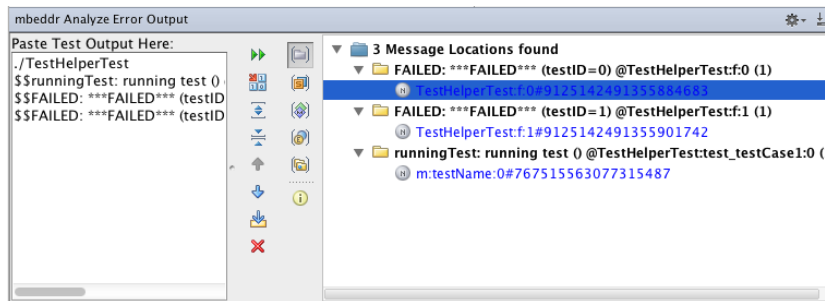 mbeddr Analyze Error Output
Paste Test Output Here:
./TestHelperTest
$$runningTest: running test ()
$$FAILED: ***FAILED*** (testID
$$FAILED: ***FAILED*** (testID
3 Message Locations found
FAILED: ***FAILED*** (testID=0) @TestHelperTest:f:0 (1)
TestHelperTest:f:0#9125142491355884683
FAILED: ***FAILED*** (testID=1) @TestHelperTest:f:1 (1)
TestHelperTest:f:1#9125142491355901742
runningTest: running test () @TestHelperTest:test_testCase1:0 (
m:testName:0#767515563077315487